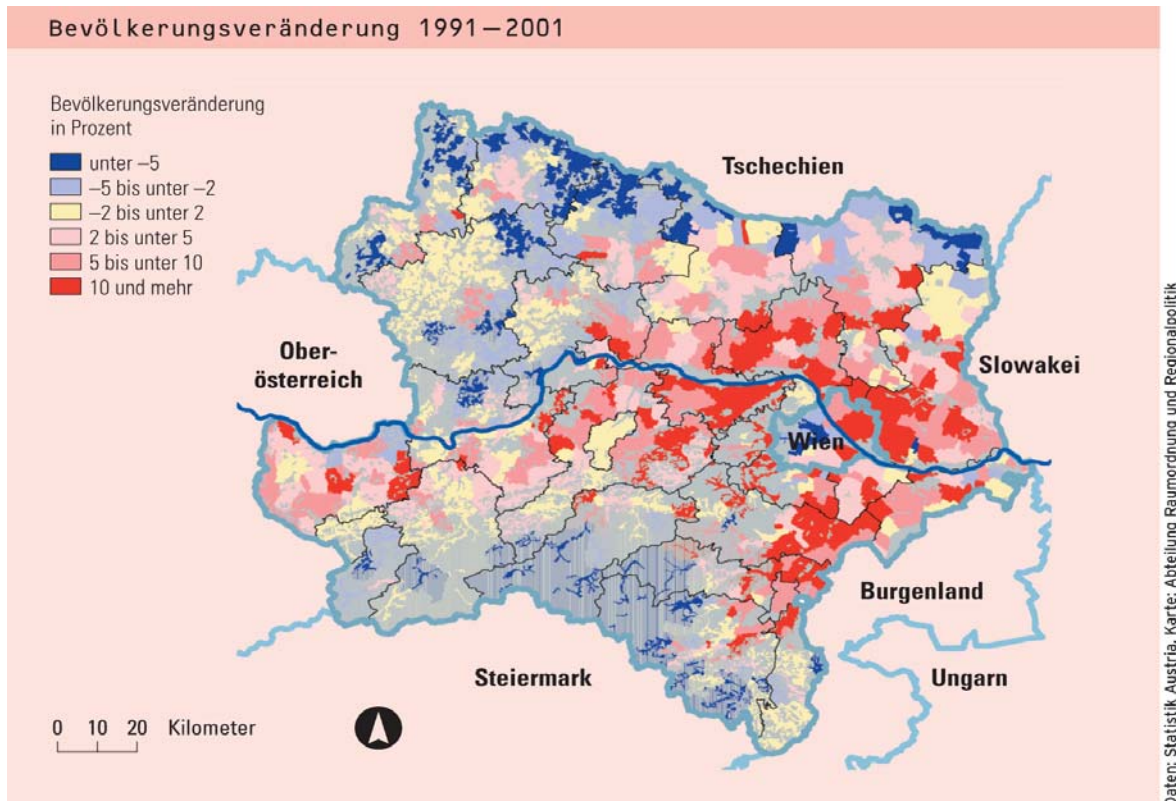 Bevölkerungsveränderung 1991–2001
Bevölkerungsveränderung
in Prozent
unter –5
–5 bis unter –2
–2 bis unter 2
2 bis unter 5
5 bis unter 10
10 und mehr
Tschechien
Ober-
österreich
Slowakei
Wien
Burgenland
Steiermark
Ungarn
0 10 20 Kilometer
Daten: Statistik Austria, Karte: Abteilung Raumordnung und Regionalpolitik